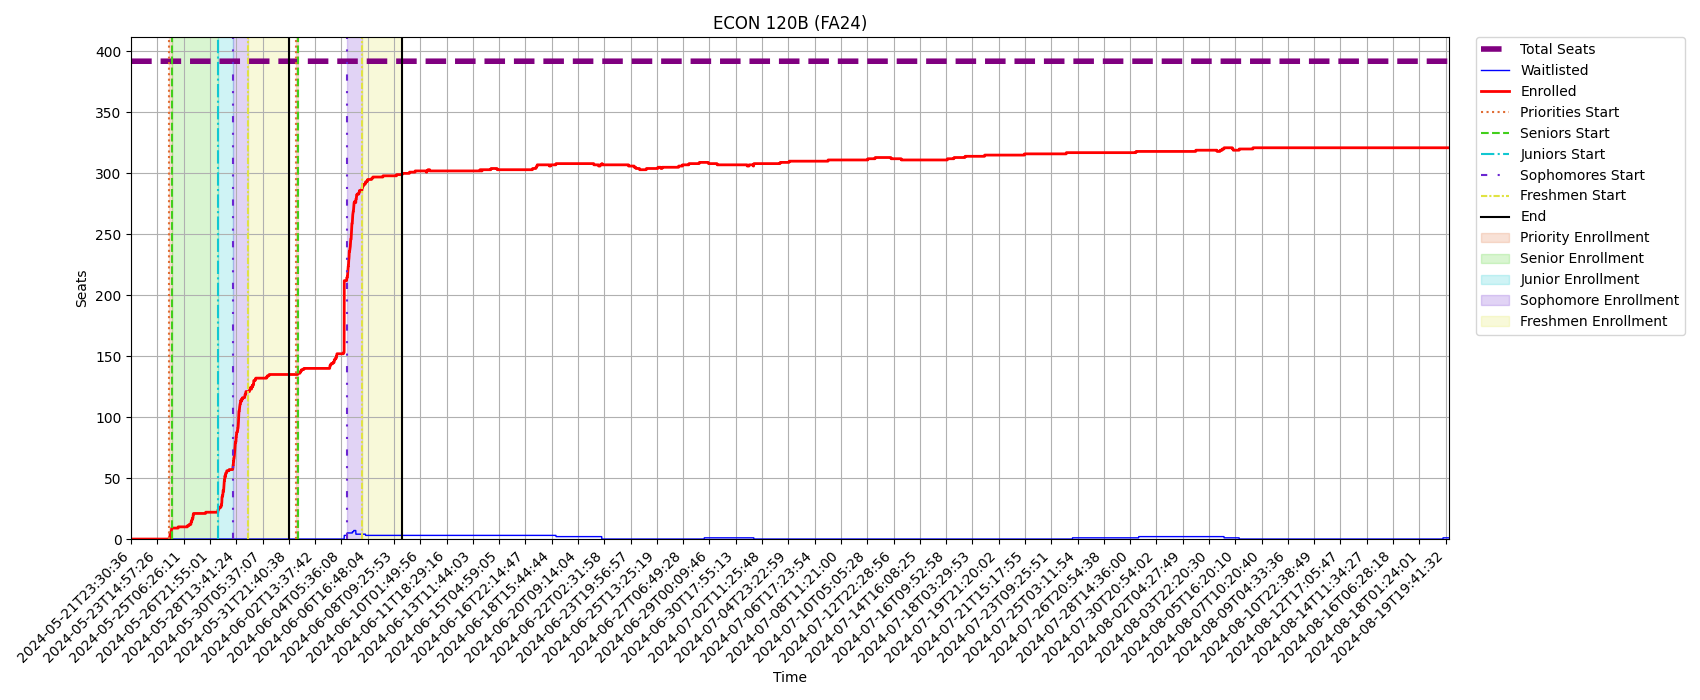 ECON 120B (FA24)
Seats
400
350
300
250
200
150
100
50
0
2024-05-21T23:30:36
2024-05-23T14:57:26
2024-05-25T06:26:11
2024-05-26T21:55:01
2024-05-28T13:41:24
2024-05-30T05:37:07
2024-05-31T21:40:38
2024-06-02T13:37:42
2024-06-04T05:36:08
2024-06-06T16:48:04
2024-06-08T09:25:53
2024-06-10T01:49:56
2024-06-11T18:29:16
2024-06-13T11:44:03
2024-06-15T04:59:05
2024-06-16T22:14:47
2024-06-18T15:44:44
2024-06-20T09:14:04
2024-06-22T02:31:58
2024-06-23T19:56:57
2024-06-25T13:25:19
2024-06-27T06:49:28
2024-06-29T00:09:46
2024-06-30T17:55:13
2024-07-02T11:25:48
2024-07-04T23:22:59
2024-07-06T17:23:54
2024-07-08T11:21:00
2024-07-10T05:05:28
2024-07-12T22:28:56
2024-07-14T16:08:25
2024-07-16T09:52:58
2024-07-18T03:29:53
2024-07-19T21:20:02
2024-07-21T15:17:55
2024-07-23T09:25:51
2024-07-25T03:11:54
2024-07-26T20:54:38
2024-07-28T14:36:00
2024-07-30T20:54:02
2024-08-02T04:27:49
2024-08-03T22:20:30
2024-08-05T16:20:10
2024-08-07T10:20:40
2024-08-09T04:33:36
2024-08-10T22:38:49
2024-08-12T17:05:47
2024-08-14T11:34:27
2024-08-16T06:28:18
2024-08-18T01:24:01
2024-08-19T19:41:32
Time
Total Seats
Waitlisted
Enrolled
Priorities Start
Seniors Start
Juniors Start
Sophomores Start
Freshmen Start
End
Priority Enrollment
Senior Enrollment
Junior Enrollment
Sophomore Enrollment
Freshmen Enrollment